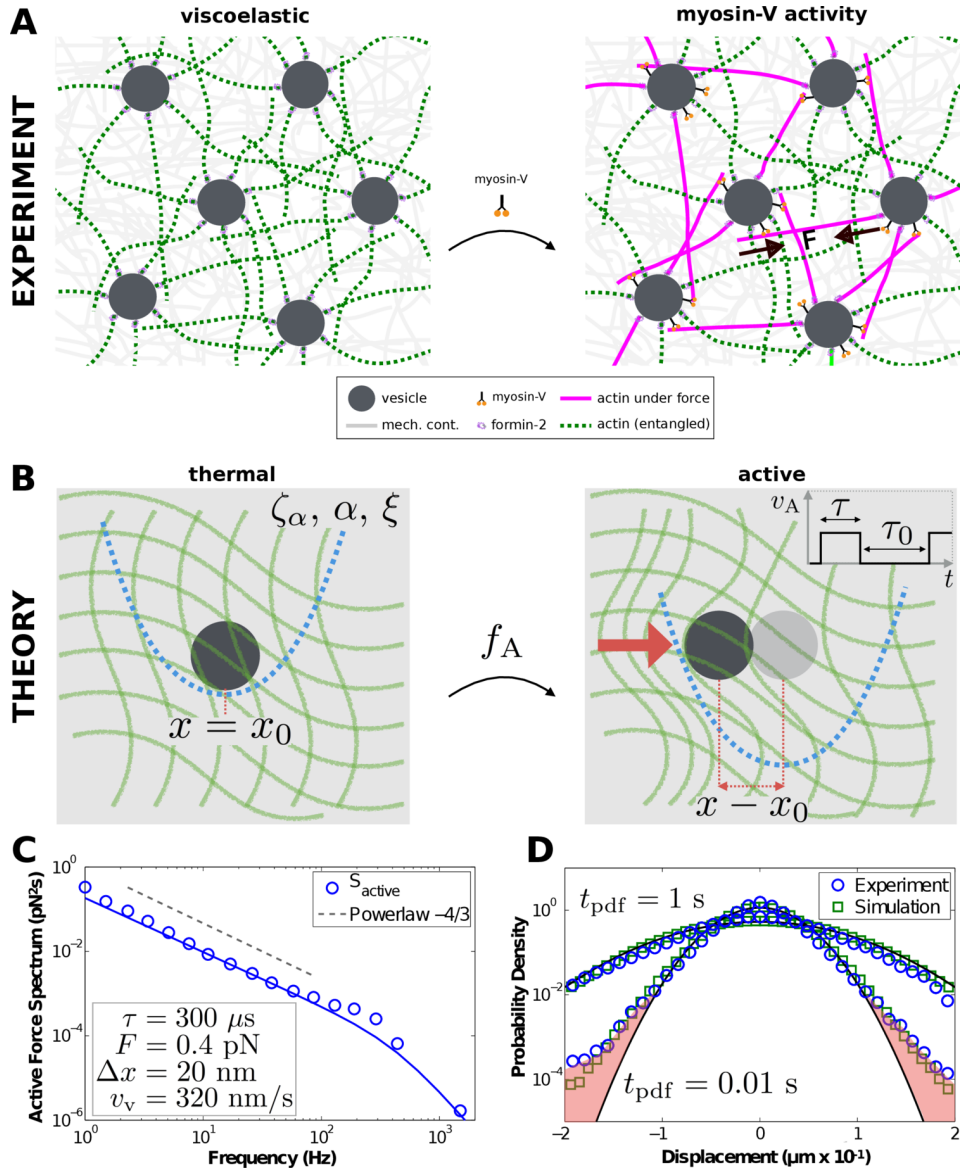 A
viscoelastic
myosin-V activity
EXPERIMENT
myosin-V
F
vesicle
myosin-V
actin under force
mech. cont.
formin-2
actin (entangled)
B
thermal
active
THEORY
ζα, α, ξ
x = x0
fA
vA
τ
τ0
t
x − x0
C
Active Force Spectrum (pN²s)
10⁰
10⁻²
10⁻⁴
10⁻⁶
Sactive
Powerlaw −4/3
τ = 300 μs
F = 0.4 pN
Δx = 20 nm
vv = 320 nm/s
10⁰ 10¹ 10² 10³
Frequency (Hz)
D
Probability Density
10⁰
10⁻²
10⁻⁴
tpdf = 1 s
Experiment
Simulation
tpdf = 0.01 s
−2 −1 0 1 2
Displacement (μm x 10⁻¹)